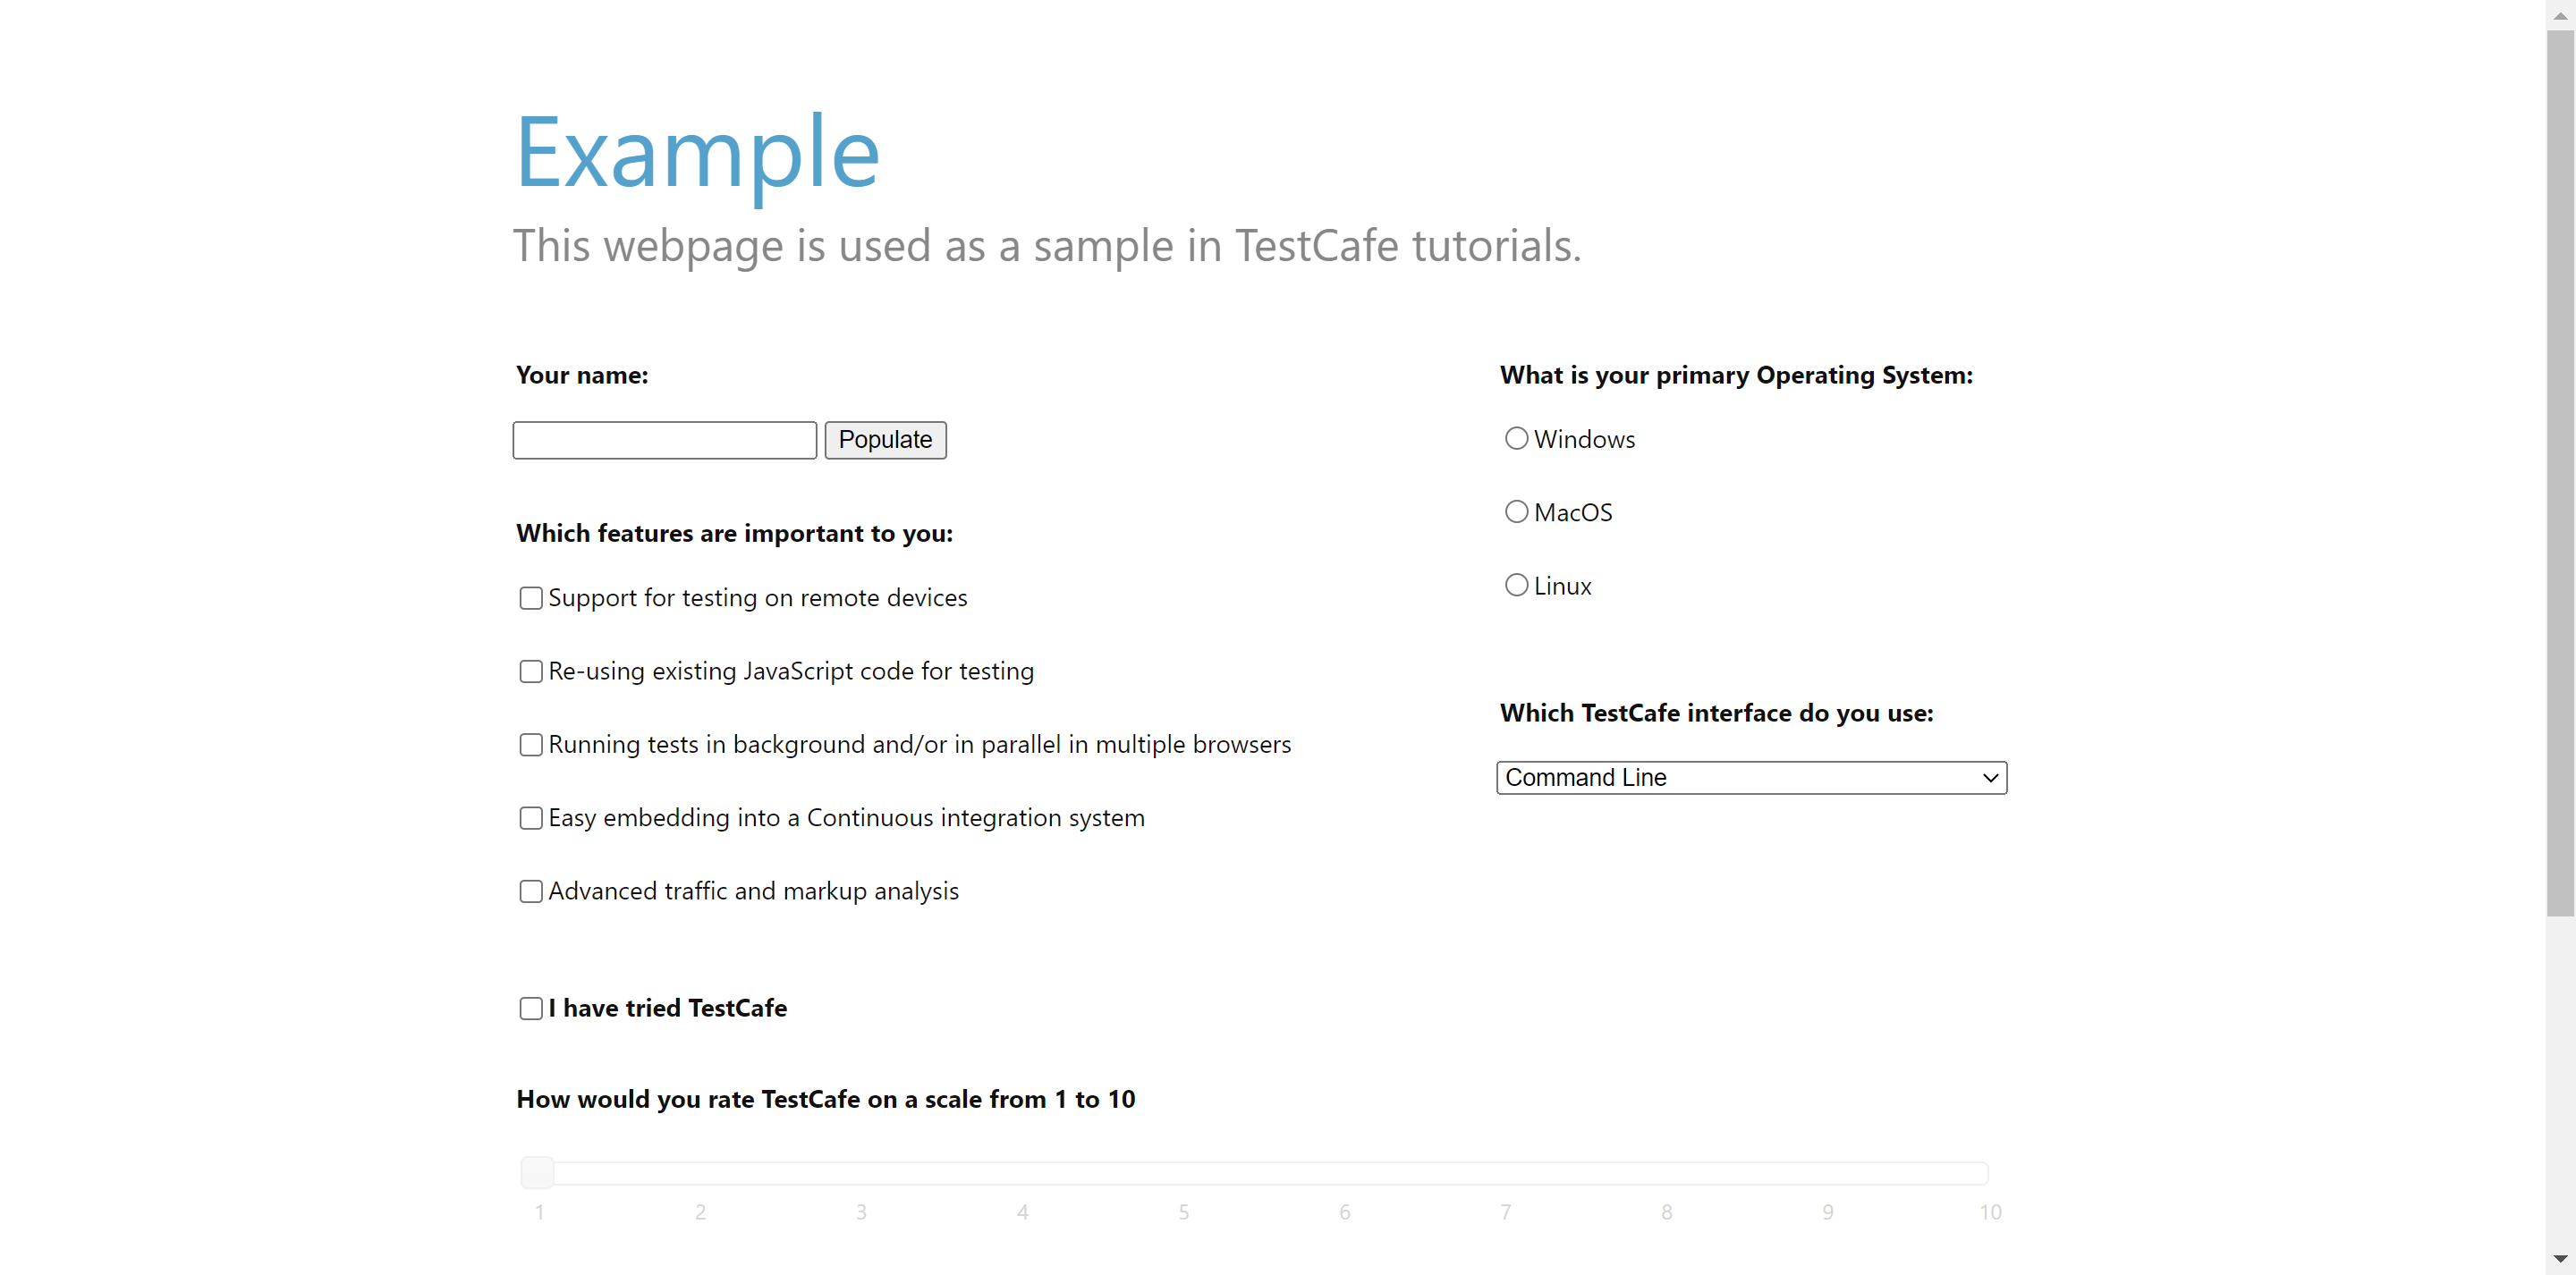 Example
This webpage is used as a sample in TestCafe tutorials.
Your name:
Populate
Which features are important to you:
Support for testing on remote devices
Re-using existing JavaScript code for testing
Running tests in background and/or in parallel in multiple browsers
Easy embedding into a Continuous integration system
Advanced traffic and markup analysis
What is your primary Operating System:
Windows
MacOS
Linux
Which TestCafe interface do you use:
Command Line
I have tried TestCafe
How would you rate TestCafe on a scale from 1 to 10
1 2 3 4 5 6 7 8 9 10